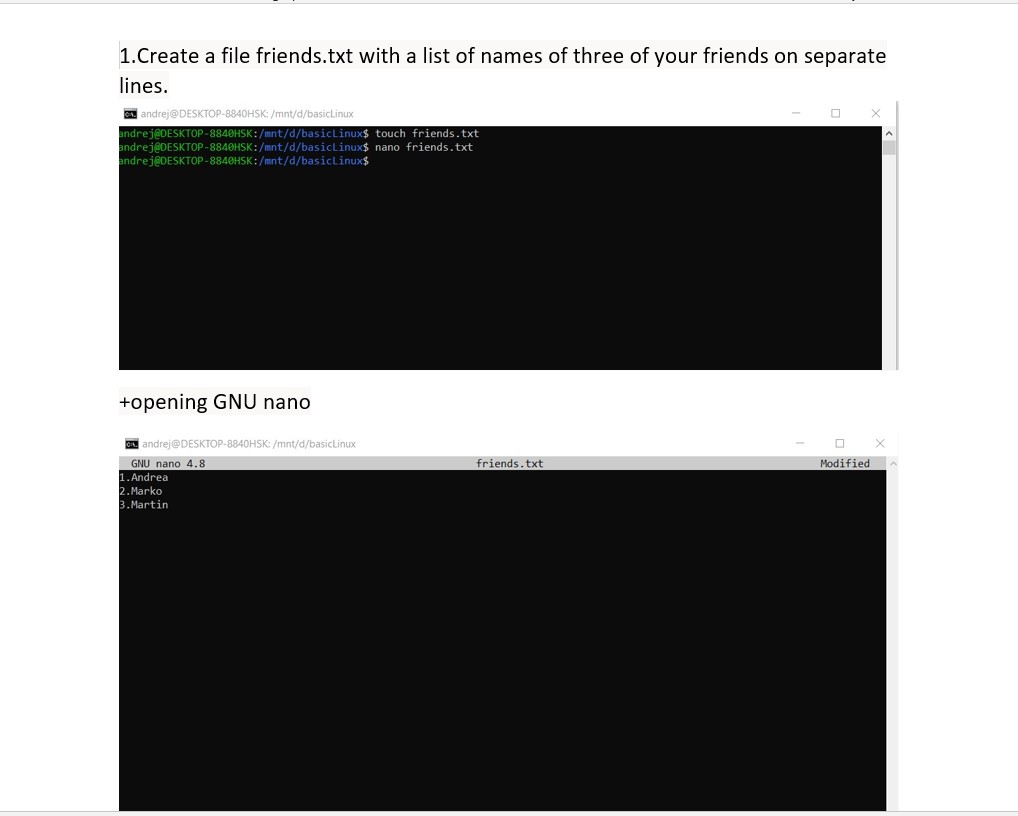 1.Create a file friends.txt with a list of names of three of your friends on separate
lines.
andrej@DESKTOP-8840HSK: /mnt/d/basicLinux
andrej@DESKTOP-8840HSK:/mnt/d/basicLinux$ touch friends.txt
andrej@DESKTOP-8840HSK:/mnt/d/basicLinux$ nano friends.txt
andrej@DESKTOP-8840HSK:/mnt/d/basicLinux$
+opening GNU nano
andrej@DESKTOP-8840HSK: /mnt/d/basicLinux
GNU nano 4.8 friends.txt Modified
1.Andrea
2.Marko
3.Martin